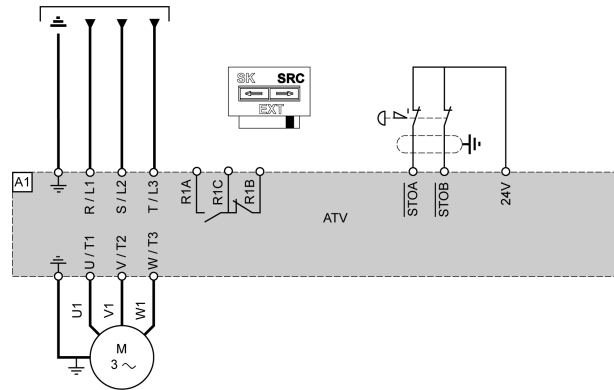 SK SRC
EXT
A1
R / L1
S / L2
T / L3
R1A
R1C
R1B
ATV
STOA
STOB
24V
U / T1
V / T2
W / T3
U1
V1
W1
M
3 ~